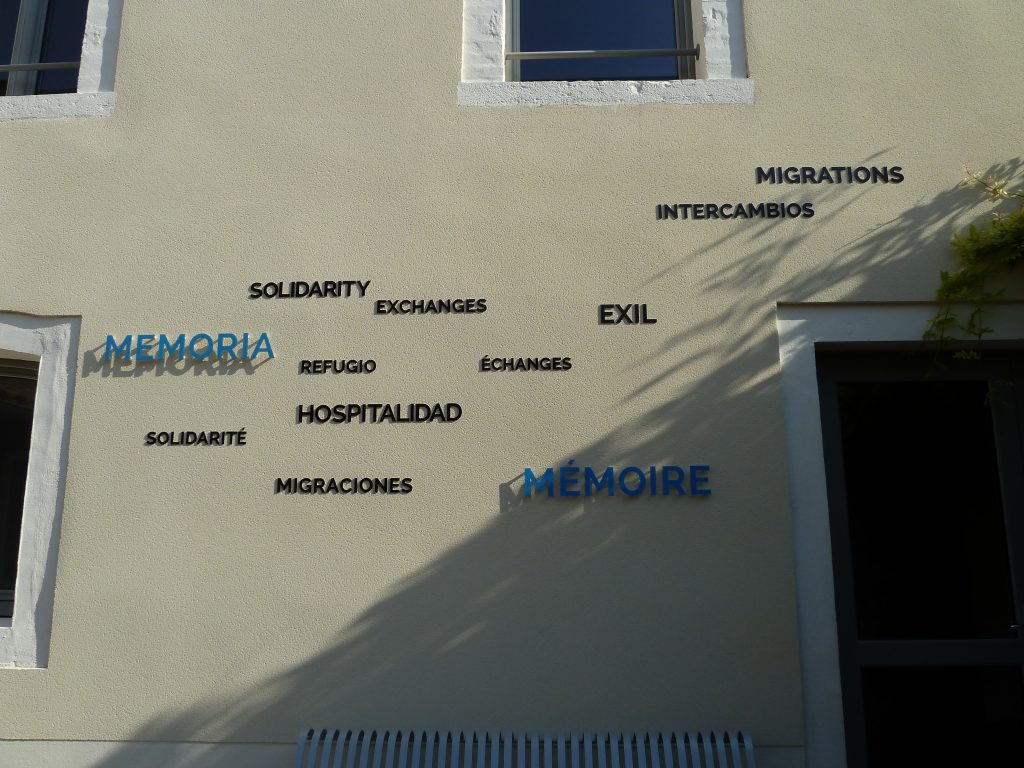 MIGRATIONS
INTERCAMBIOS
SOLIDARITY
EXCHANGES
EXIL
MEMORIA
REFUGIO
ÉCHANGES
HOSPITALIDAD
SOLIDARITÉ
MIGRACIONES
MÉMOIRE